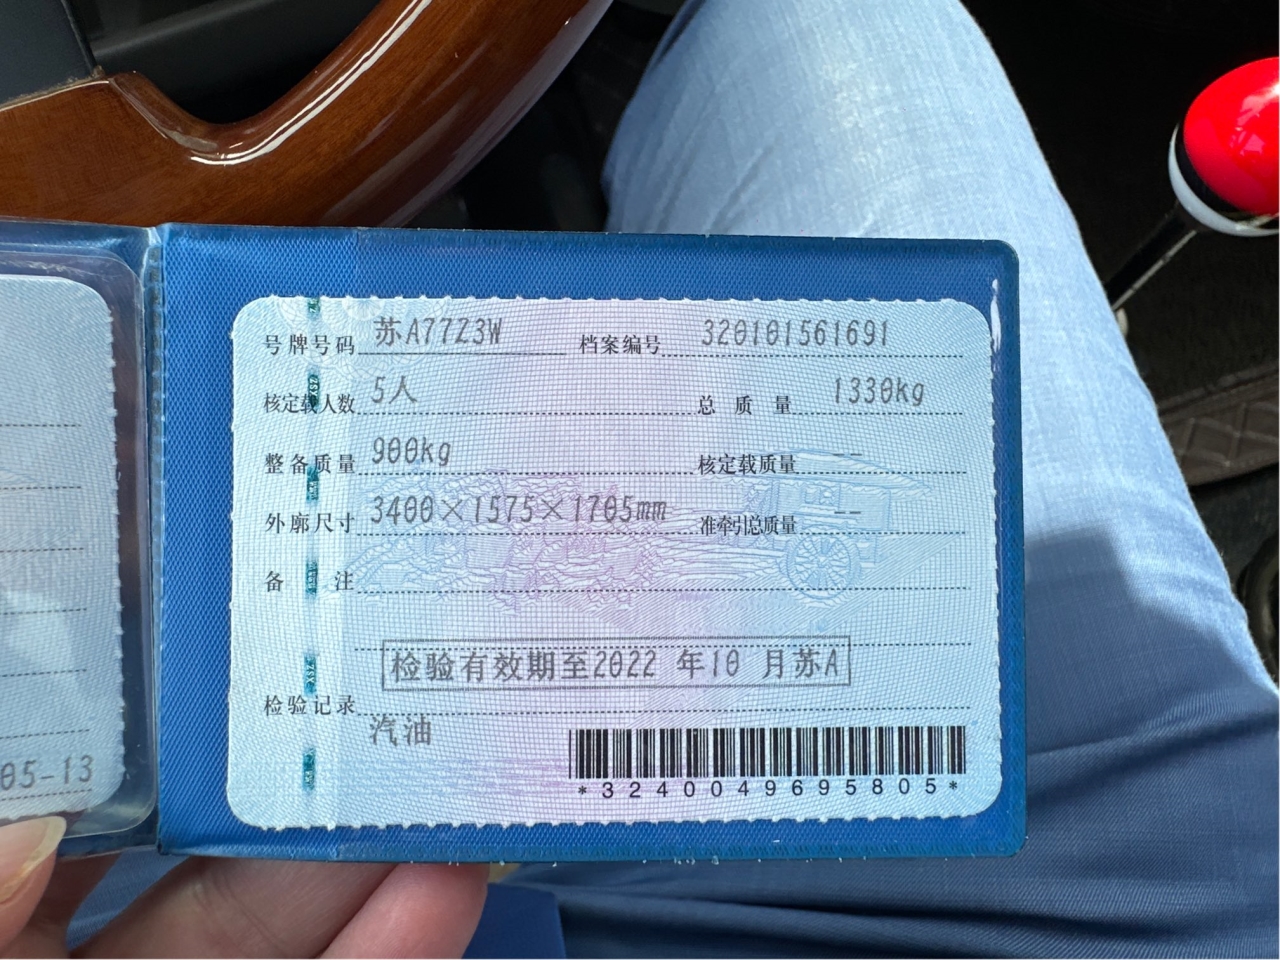 号牌号码 苏A77Z3W 档案编号 320101561691
核定载人数 5人 总质量 1330kg
整备质量 900kg 核定载质量 --
外廓尺寸 3400×1575×1705mm 准牵引总质量 --
备注
检验有效期至2022 年10 月苏A
检验记录
汽油
*3240049695805*
05-13